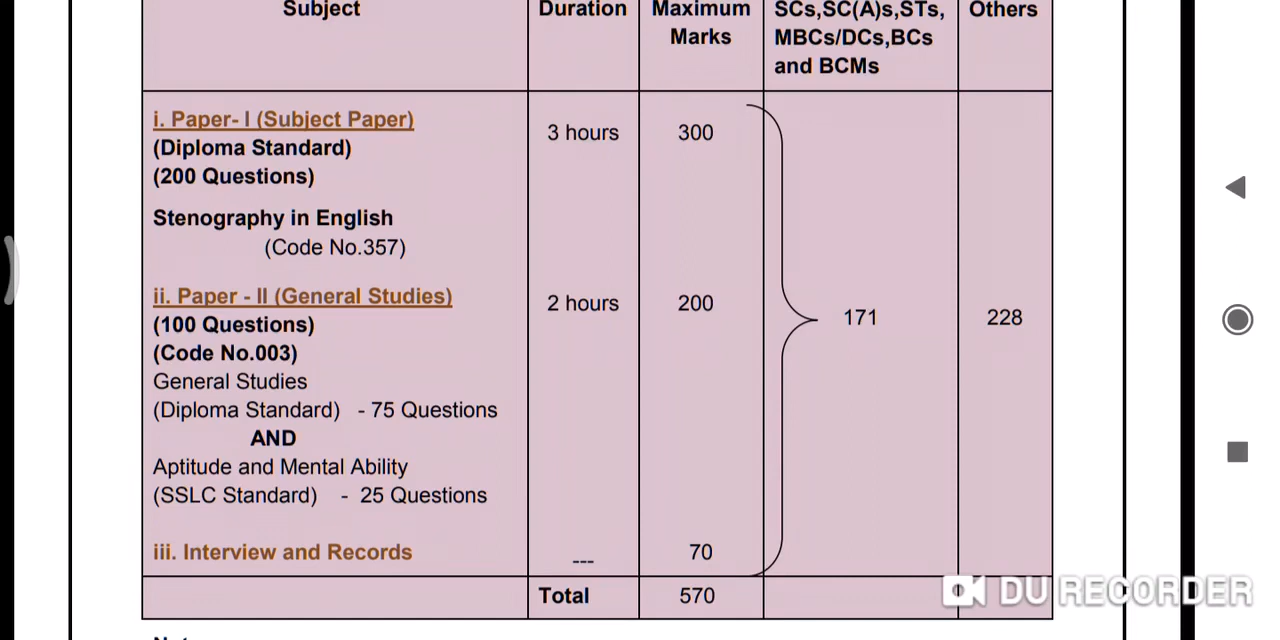 Subject Duration Maximum Marks SCs,SC(A)s,STs, MBCs/DCs,BCs and BCMs Others
i. Paper- I (Subject Paper) 3 hours 300
(Diploma Standard)
(200 Questions)
Stenography in English
(Code No.357)
ii. Paper - II (General Studies) 2 hours 200
(100 Questions) 171 228
(Code No.003)
General Studies
(Diploma Standard) - 75 Questions
AND
Aptitude and Mental Ability
(SSLC Standard) - 25 Questions
iii. Interview and Records --- 70
Total 570
DU RECORDER